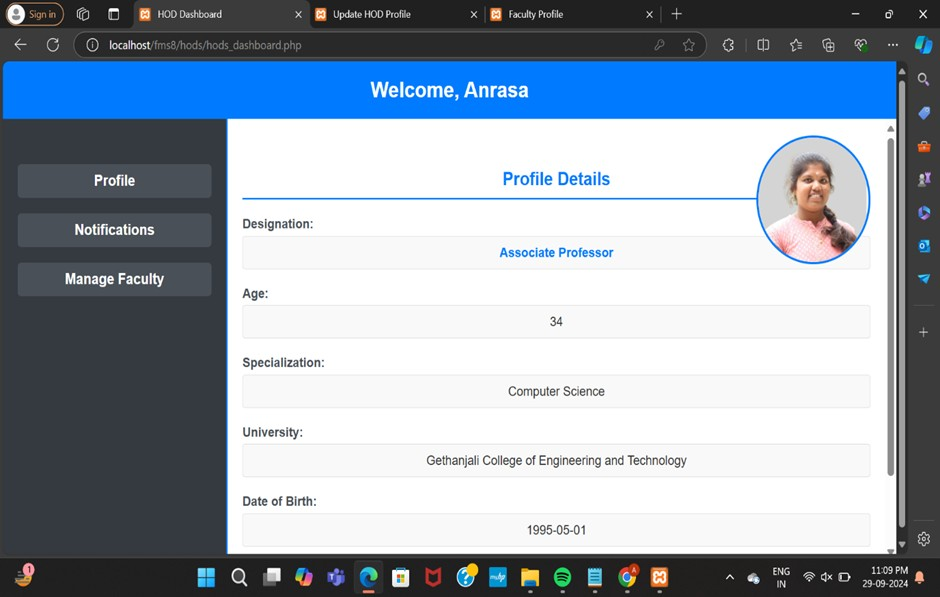 Sign in
HOD Dashboard
Update HOD Profile
Faculty Profile
localhost/fms8/hods/hods_dashboard.php
Welcome, Anrasa
Profile
Notifications
Manage Faculty
Profile Details
Designation:
Associate Professor
Age:
34
Specialization:
Computer Science
University:
Gethanjali College of Engineering and Technology
Date of Birth:
1995-05-01
1
ENG
IN
11:09 PM
29-09-2024